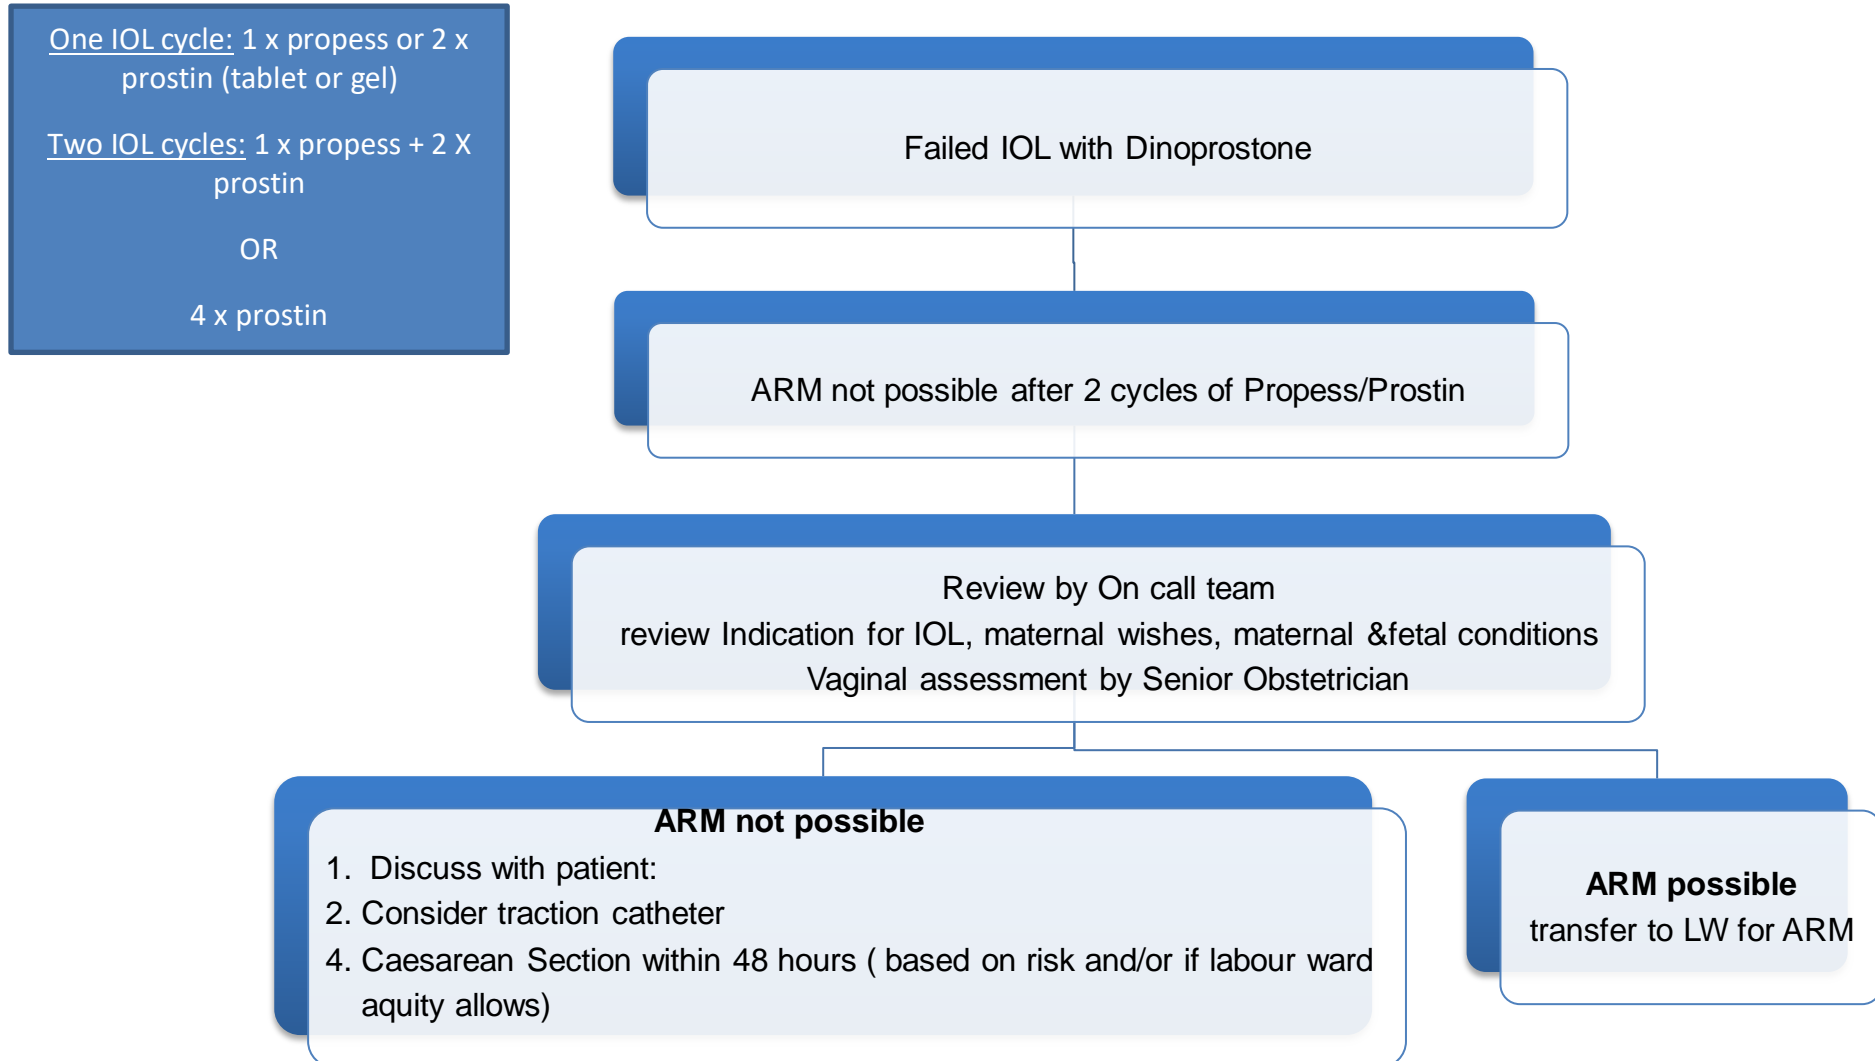 One IOL cycle: 1 x propess or 2 x
prostin (tablet or gel)
Two IOL cycles: 1 x propess + 2 X
prostin
OR
4 x prostin
Failed IOL with Dinoprostone
ARM not possible after 2 cycles of Propess/Prostin
Review by On call team
review Indication for IOL, maternal wishes, maternal &fetal conditions
Vaginal assessment by Senior Obstetrician
ARM not possible
1. Discuss with patient:
2. Consider traction catheter
4. Caesarean Section within 48 hours ( based on risk and/or if labour ward
aquity allows)
ARM possible
transfer to LW for ARM